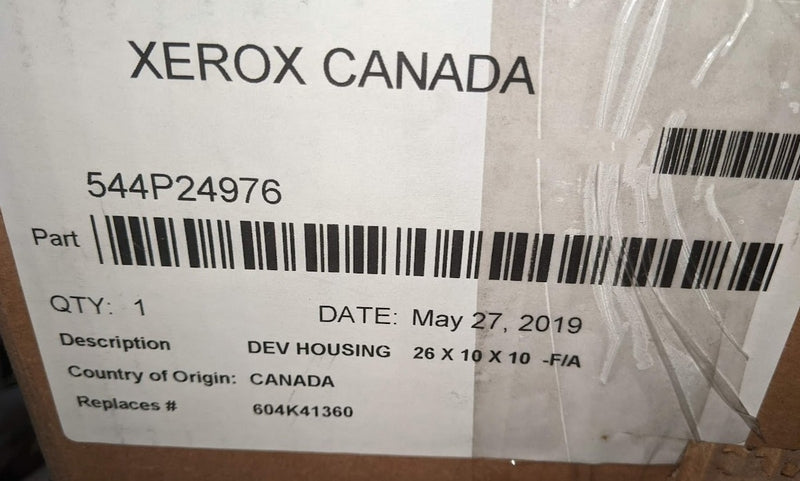 XEROX CANADA
544P24976
Part
QTY: 1 DATE: May 27, 2019
Description DEV HOUSING 26 X 10 X 10 -F/A
Country of Origin: CANADA
Replaces # 604K41360